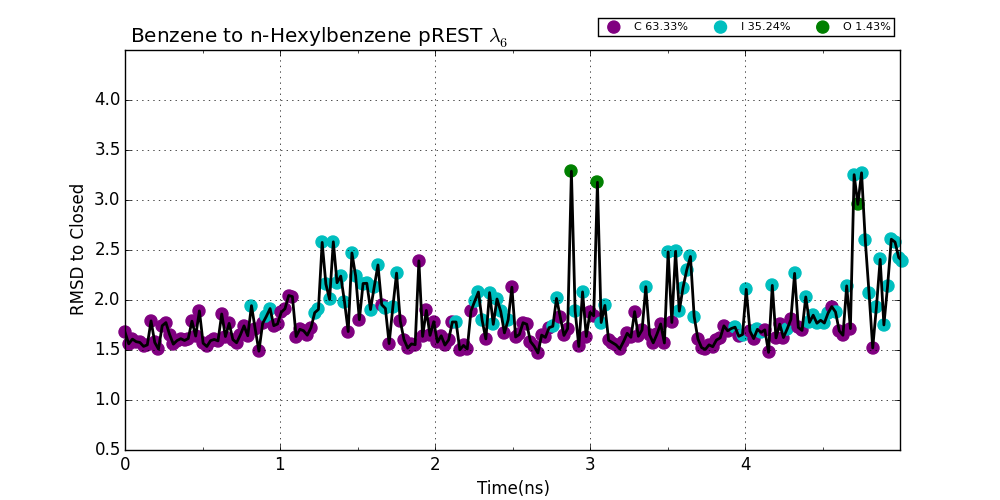 Benzene to n-Hexylbenzene pREST λ6
C 63.33% I 35.24% O 1.43%
RMSD to Closed
4.0
3.5
3.0
2.5
2.0
1.5
1.0
0.5
0 1 2 3 4
Time(ns)